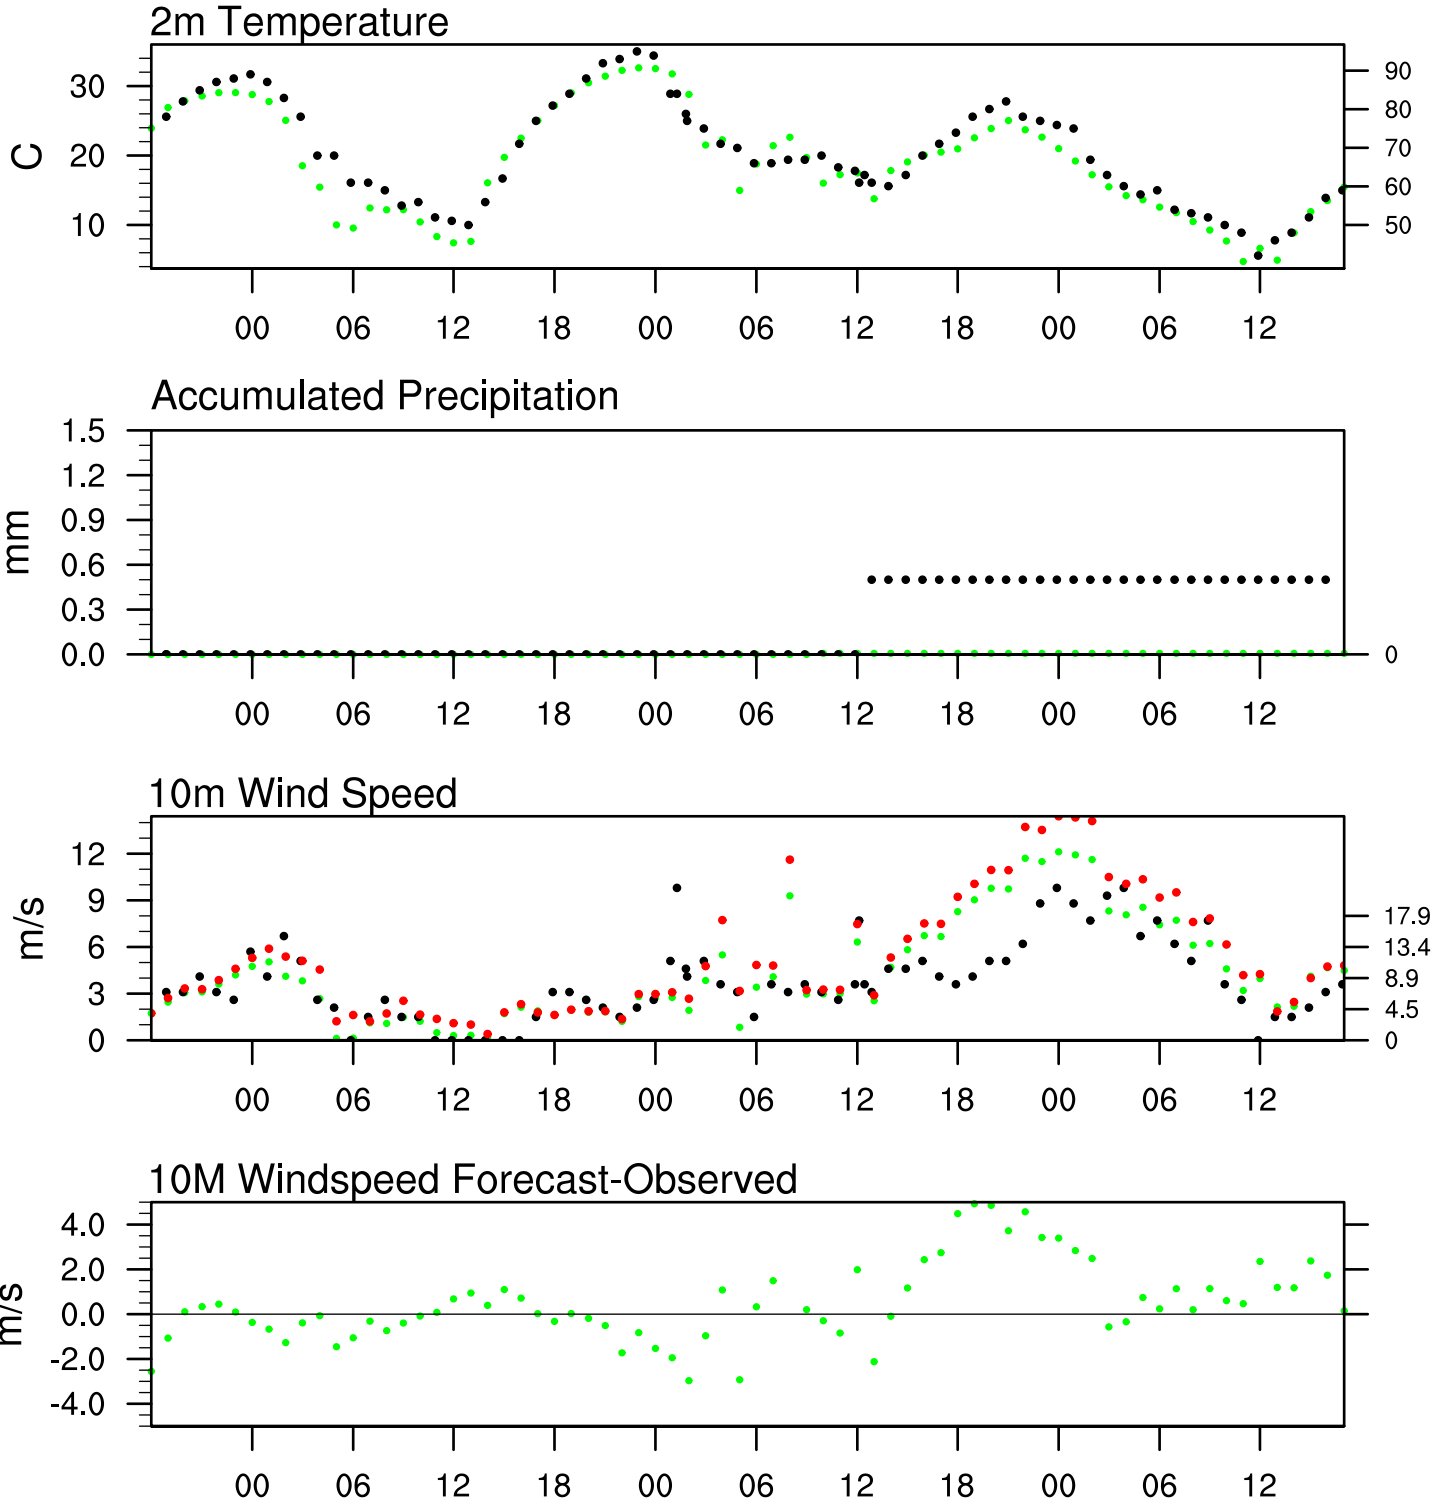 2m Temperature
C
30
20
10
90
80
70
60
50
00 06 12 18 00 06 12 18 00 06 12
Accumulated Precipitation
mm
1.5
1.2
0.9
0.6
0.3
0.0
0
00 06 12 18 00 06 12 18 00 06 12
10m Wind Speed
m/s
12
9
6
3
0
17.9
13.4
8.9
4.5
0
00 06 12 18 00 06 12 18 00 06 12
10M Windspeed Forecast-Observed
m/s
4.0
2.0
0.0
-2.0
-4.0
00 06 12 18 00 06 12 18 00 06 12